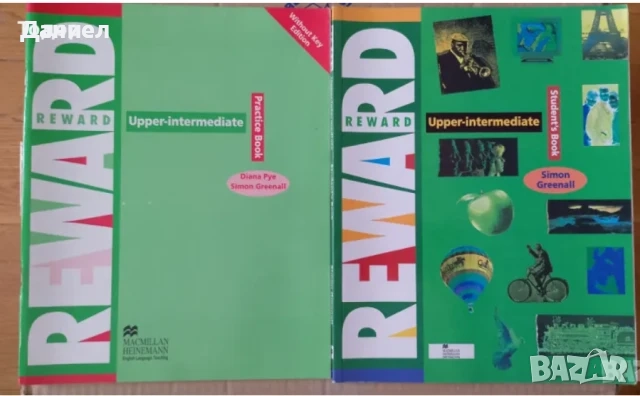 Даниел
REWARD
REWARD
Upper-intermediate
Practice Book
Without Key
Edition
Diana Pye
Simon Greenall
MACMILLAN
HEINEMANN
English Language Teaching
REWARD
REWARD
Upper-intermediate
Student's Book
Simon
Greenall
bazar.bg